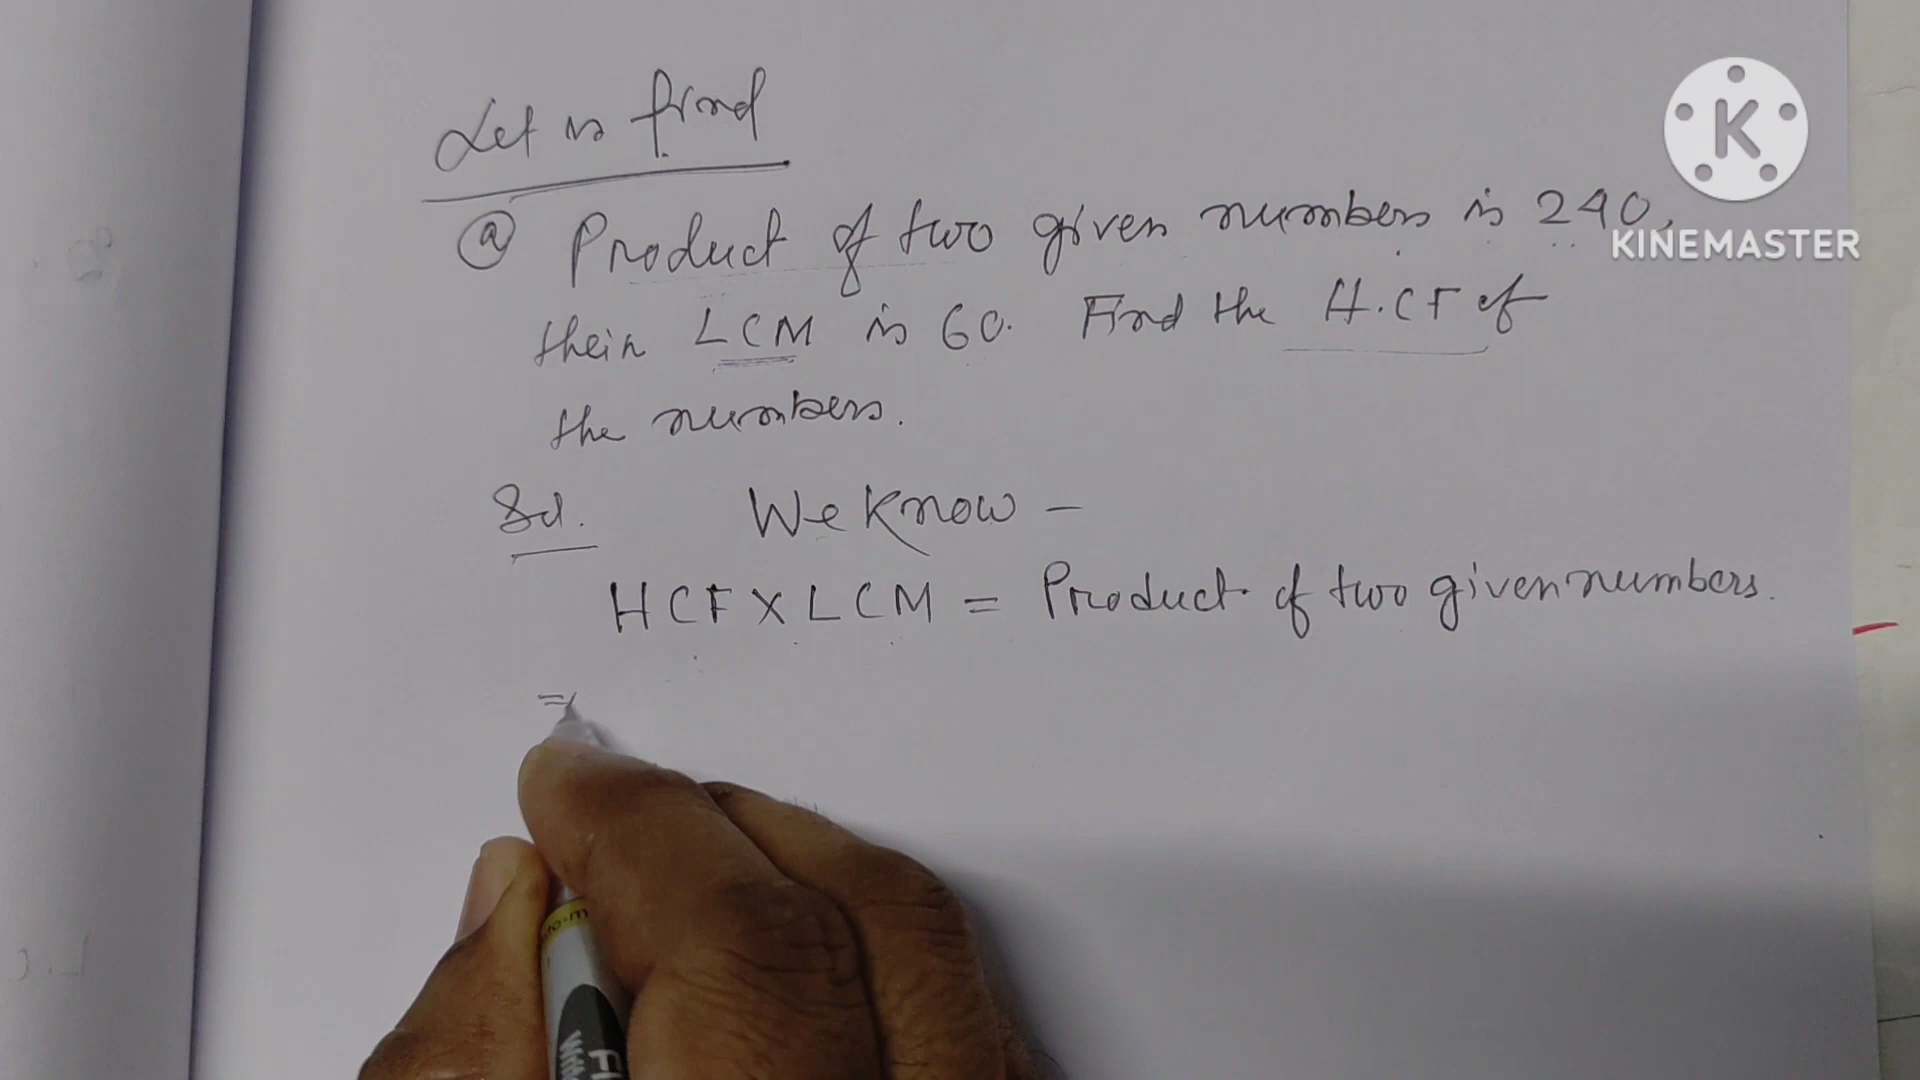 Let us find
K
ⓐ Product of two given numbers is 240,
KINEMASTER
their LCM is 60. Find the H.C.F of
the numbers.
Sol. We know –
HCF X LCM = Product of two given numbers.
=